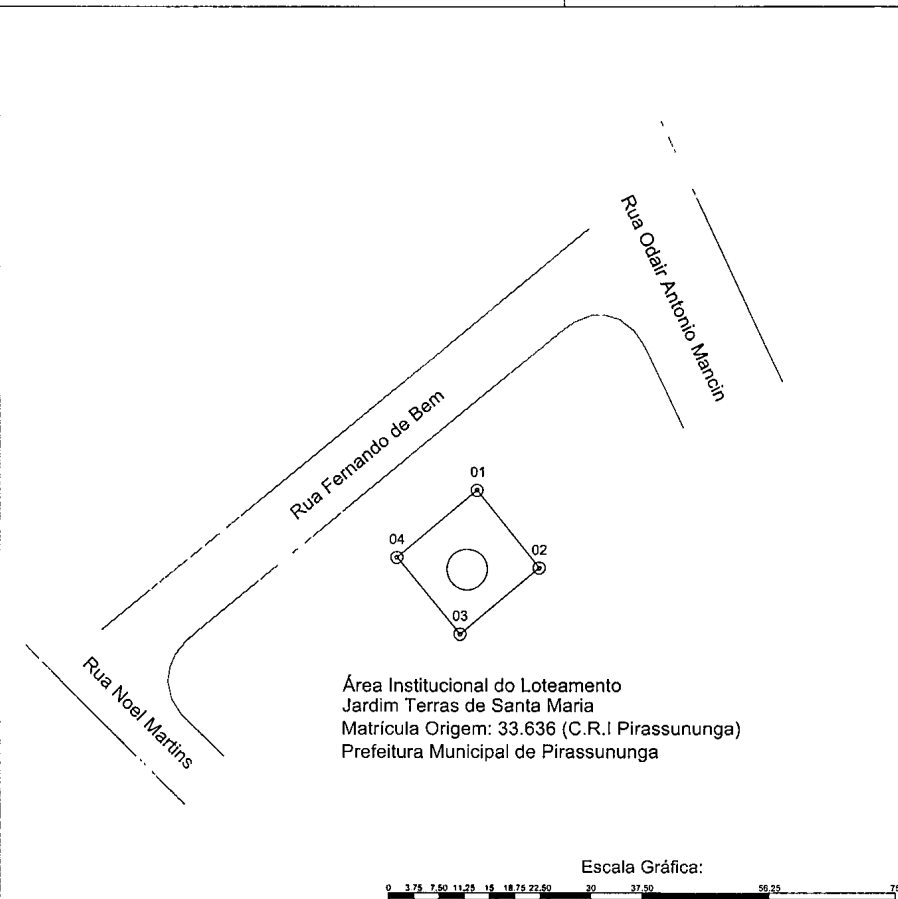 Rua Odair Antonio Mancin
Rua Fernando de Bem
01
04
02
03
Rua Noel Martins
Área Institucional do Loteamento
Jardim Terras de Santa Maria
Matrícula Origem: 33.636 (C.R.I Pirassununga)
Prefeitura Municipal de Pirassununga
Escala Gráfica:
0 3.75 7,50 11,25 15 18.75 22.50 30 37,50 56,25 75